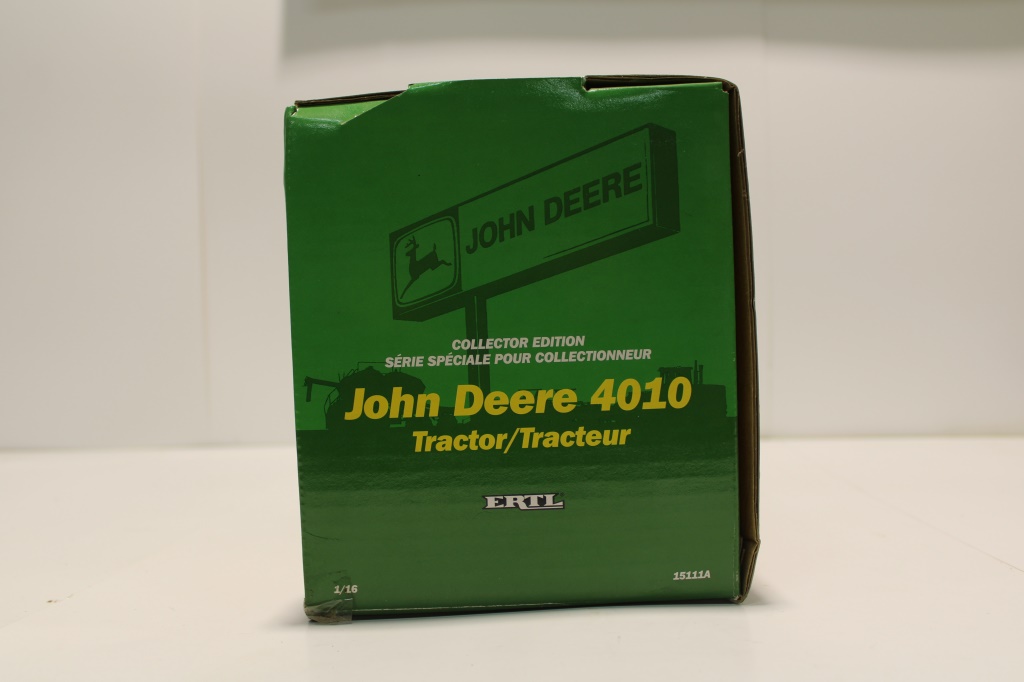 JOHN DEERE
COLLECTOR EDITION
SÉRIE SPÉCIALE POUR COLLECTIONNEUR
John Deere 4010
Tractor/Tracteur
ERTL
1/16
15111A